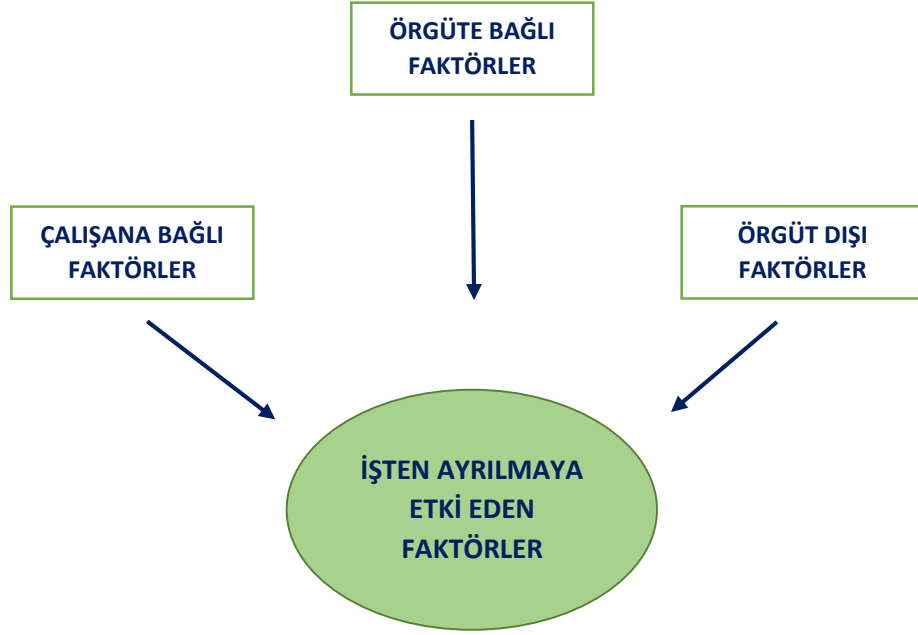 ÖRGÜTE BAĞLI
FAKTÖRLER
ÇALIŞANA BAĞLI
FAKTÖRLER
ÖRGÜT DIŞI
FAKTÖRLER
İŞTEN AYRILMAYA
ETKİ EDEN
FAKTÖRLER